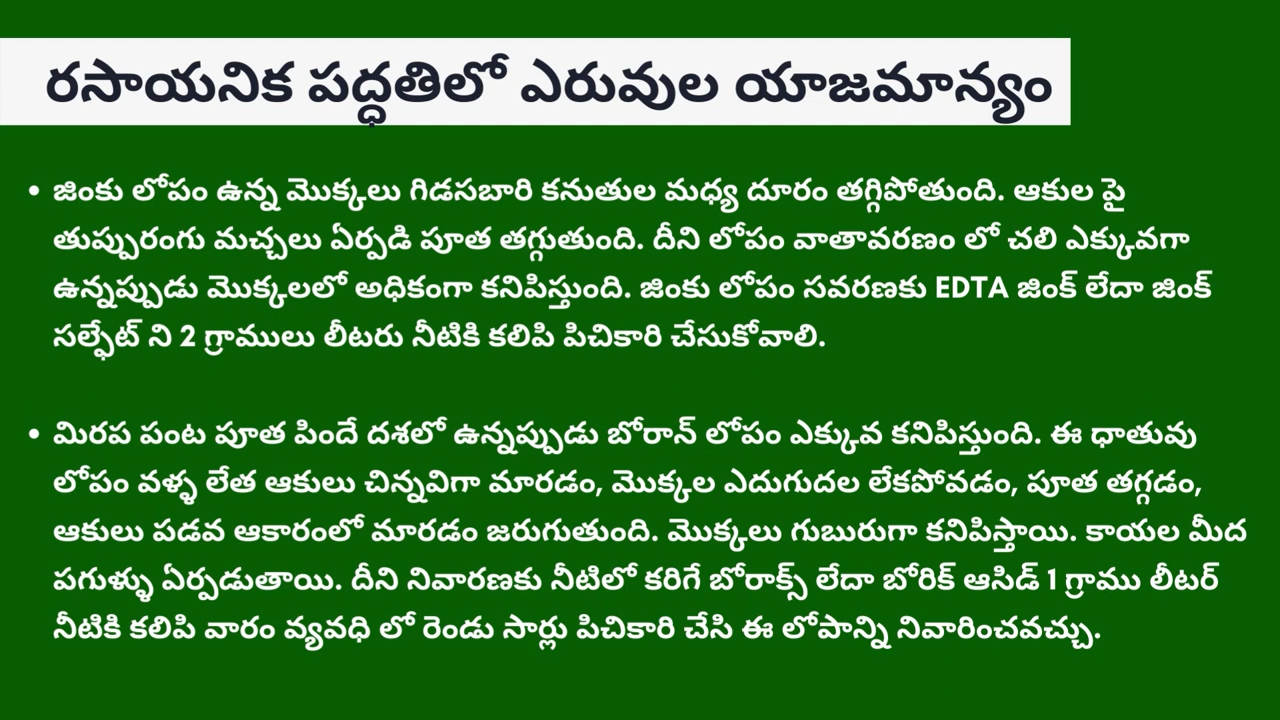 రసాయనిక పద్ధతిలో ఎరువుల యాజమాన్యం
• జింకు లోపం ఉన్న మొక్కలు గిడసబారి కనుతుల మధ్య దూరం తగ్గిపోతుంది. ఆకుల పై
తుప్పురంగు మచ్చలు ఏర్పడి పూత తగ్గుతుంది. దీని లోపం వాతావరణం లో చలి ఎక్కువగా
ఉన్నప్పుడు మొక్కలలో అధికంగా కనిపిస్తుంది. జింకు లోపం సవరణకు EDTA జింక్ లేదా జింక్
సల్ఫేట్ ని 2 గ్రాములు లీటరు నీటికి కలిపి పిచికారి చేసుకోవాలి.
• మిరప పంట పూత పిందే దశలో ఉన్నప్పుడు బోరాన్ లోపం ఎక్కువ కనిపిస్తుంది. ఈ ధాతువు
లోపం వళ్ళ లేత ఆకులు చిన్నవిగా మారడం, మొక్కల ఎదుగుదల లేకపోవడం, పూత తగ్గడం,
ఆకులు పడవ ఆకారంలో మారడం జరుగుతుంది. మొక్కలు గుబురుగా కనిపిస్తాయి. కాయల మీద
పగుళ్ళు ఏర్పడుతాయి. దీని నివారణకు నీటిలో కరిగే బోరాక్స్ లేదా బోరిక్ ఆసిడ్ 1 గ్రాము లీటర్
నీటికి కలిపి వారం వ్యవధి లో రెండు సార్లు పిచికారి చేసి ఈ లోపాన్ని నివారించవచ్చు.